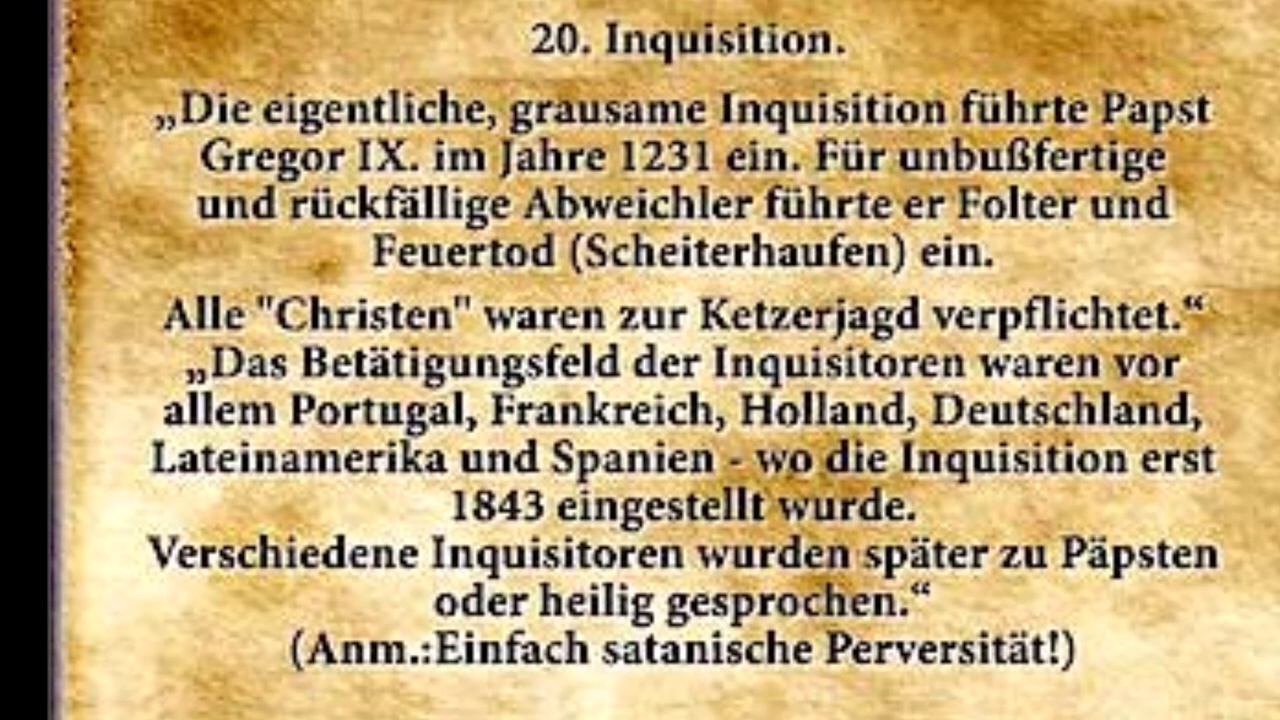 20. Inquisition.
„Die eigentliche, grausame Inquisition führte Papst
Gregor IX. im Jahre 1231 ein. Für unbußfertige
und rückfällige Abweichler führte er Folter und
Feuertod (Scheiterhaufen) ein.
Alle "Christen" waren zur Ketzerjagd verpflichtet.“
„Das Betätigungsfeld der Inquisitoren waren vor
allem Portugal, Frankreich, Holland, Deutschland,
Lateinamerika und Spanien - wo die Inquisition erst
1843 eingestellt wurde.
Verschiedene Inquisitoren wurden später zu Päpsten
oder heilig gesprochen.“
(Anm.:Einfach satanische Perversität!)